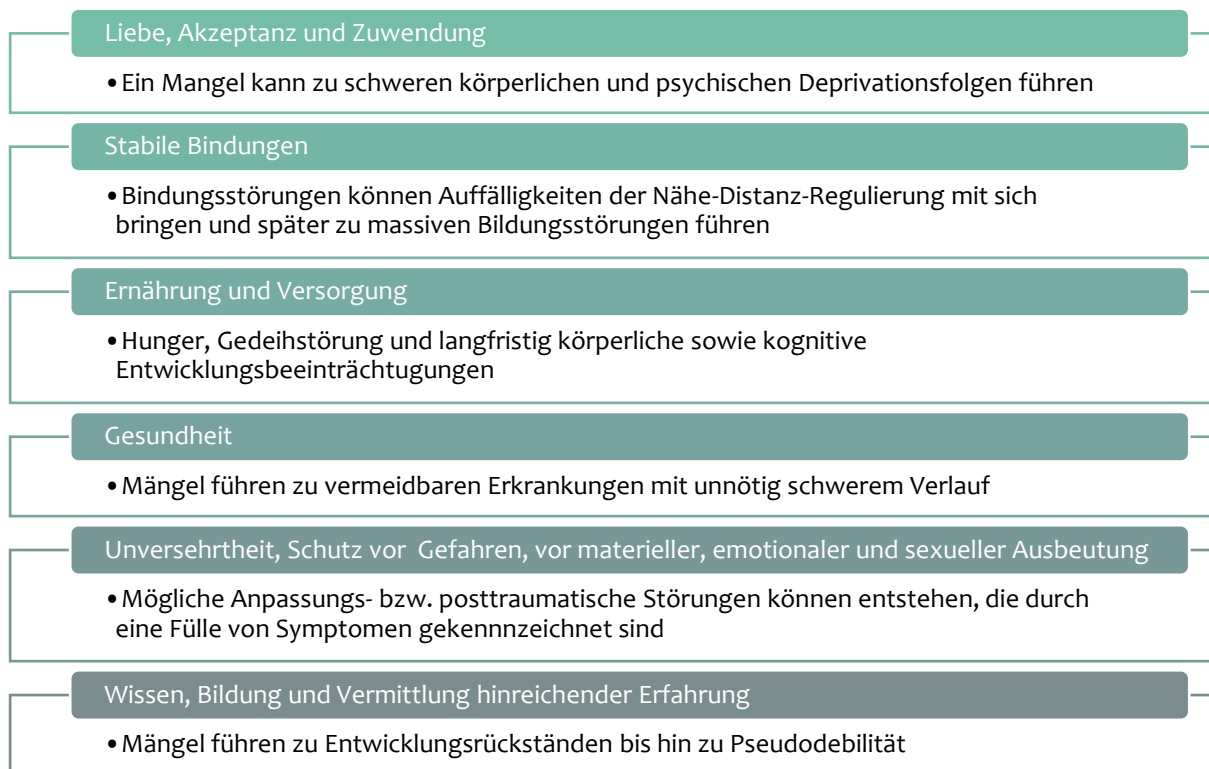 Liebe, Akzeptanz und Zuwendung
•Ein Mangel kann zu schweren körperlichen und psychischen Deprivationsfolgen führen
Stabile Bindungen
•Bindungsstörungen können Auffälligkeiten der Nähe-Distanz-Regulierung mit sich
bringen und später zu massiven Bildungsstörungen führen
Ernährung und Versorgung
•Hunger, Gedeihstörung und langfristig körperliche sowie kognitive
Entwicklungsbeeinträchtugungen
Gesundheit
•Mängel führen zu vermeidbaren Erkrankungen mit unnötig schwerem Verlauf
Unversehrtheit, Schutz vor  Gefahren, vor materieller, emotionaler und sexueller Ausbeutung
•Mögliche Anpassungs- bzw. posttraumatische Störungen können entstehen, die durch
eine Fülle von Symptomen gekennnzeichnet sind
Wissen, Bildung und Vermittlung hinreichender Erfahrung
•Mängel führen zu Entwicklungsrückständen bis hin zu Pseudodebilität